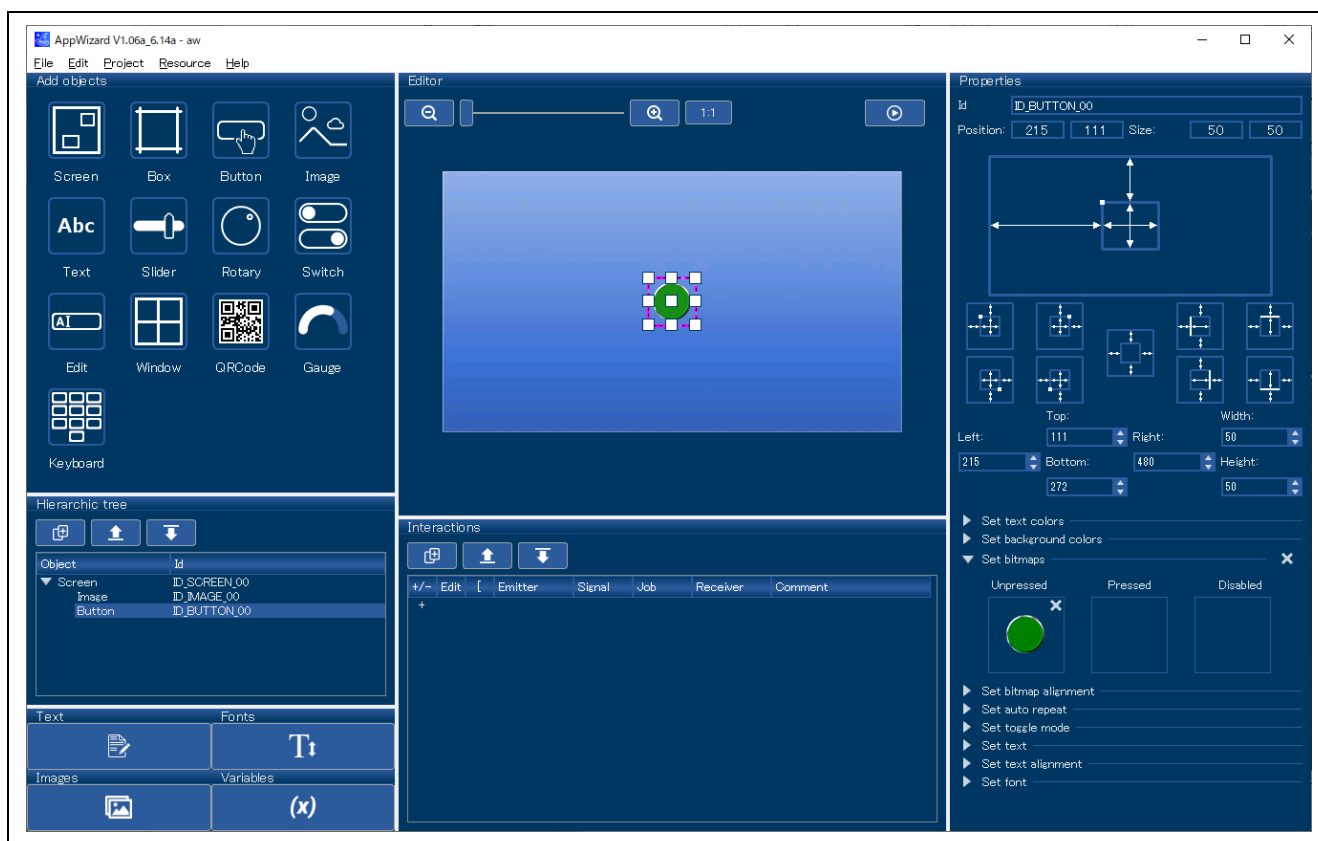 AppWizard V1.06a_6.14a - aw
File Edit Project Resource Help
Add objects
Screen Box Button Image
Abc
Text Slider Rotary Switch
AI
Edit Window QRCode Gauge
Keyboard
Hierarchic tree
Object Id
Screen ID_SCREEN_00
Image ID_IMAGE_00
Button ID_BUTTON_00
Text Fonts
Images Variables
(x)
Editor
1:1
Interactions
+/- Edit [ Emitter Signal Job Receiver Comment
+
Properties
Id ID_BUTTON_00
Position: 215 111 Size: 50 50
Top: Width:
Left: 111 Right: 50
215 Bottom: 480 Height:
272 50
Set text colors
Set background colors
Set bitmaps
Unpressed Pressed Disabled
Set bitmap alignment
Set auto repeat
Set toggle mode
Set text
Set text alignment
Set font